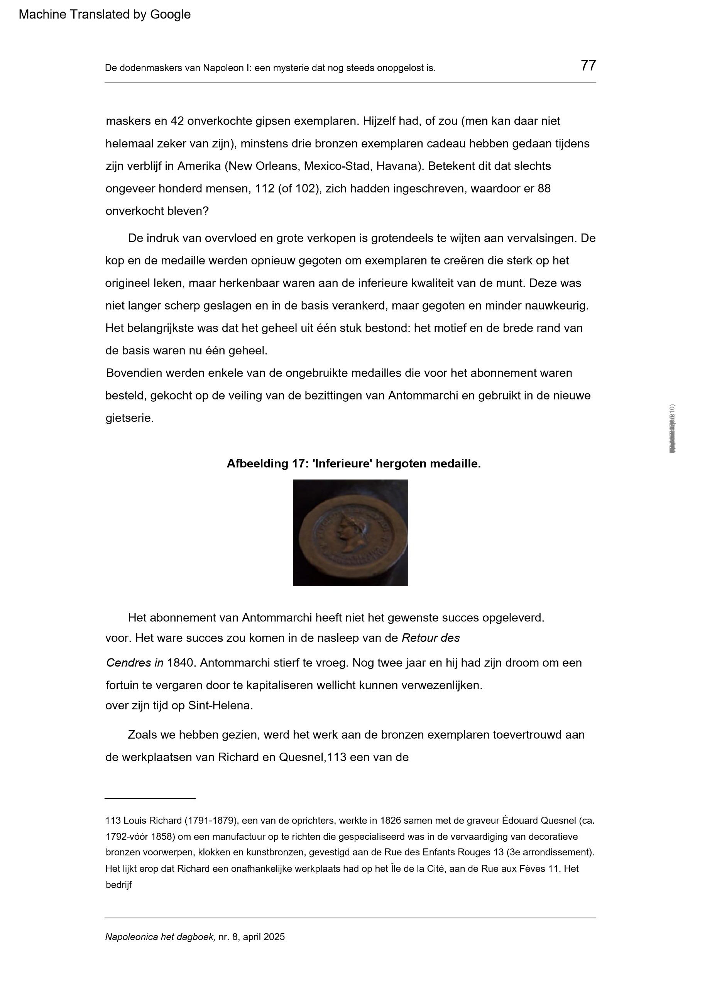 Machine Translated by Google
De dodenmaskers van Napoleon I: een mysterie dat nog steeds onopgelost is.
77
maskers en 42 onverkochte gipsen exemplaren. Hijzelf had, of zou (men kan daar niet
helemaal zeker van zijn), minstens drie bronzen exemplaren cadeau hebben gedaan tijdens
zijn verblijf in Amerika (New Orleans, Mexico-Stad, Havana). Betekent dit dat slechts
ongeveer honderd mensen, 112 (of 102), zich hadden ingeschreven, waardoor er 88
onverkocht bleven?
De indruk van overvloed en grote verkopen is grotendeels te wijten aan vervalsingen. De
kop en de medaille werden opnieuw gegoten om exemplaren te creëren die sterk op het
origineel leken, maar herkenbaar waren aan de inferieure kwaliteit van de munt. Deze was
niet langer scherp geslagen en in de basis verankerd, maar gegoten en minder nauwkeurig.
Het belangrijkste was dat het geheel uit één stuk bestond: het motief en de brede rand van
de basis waren nu één geheel.
Bovendien werden enkele van de ongebruikte medailles die voor het abonnement waren
besteld, gekocht op de veiling van de bezittingen van Antommarchi en gebruikt in de nieuwe
gietserie.
Afbeelding 17: 'Inferieure' hergoten medaille.
Het abonnement van Antommarchi heeft niet het gewenste succes opgeleverd.
voor. Het ware succes zou komen in de nasleep van de Retour des
Cendres in 1840. Antommarchi stierf te vroeg. Nog twee jaar en hij had zijn droom om een
fortuin te vergaren door te kapitaliseren wellicht kunnen verwezenlijken.
over zijn tijd op Sint-Helena.
Zoals we hebben gezien, werd het werk aan de bronzen exemplaren toevertrouwd aan
de werkplaatsen van Richard en Quesnel,113 een van de
113 Louis Richard (1791-1879), een van de oprichters, werkte in 1826 samen met de graveur Édouard Quesnel (ca.
1792-vóór 1858) om een manufactuur op te richten die gespecialiseerd was in de vervaardiging van decoratieve
bronzen voorwerpen, klokken en kunstbronzen, gevestigd aan de Rue des Enfants Rouges 13 (3e arrondissement).
Het lijkt erop dat Richard een onafhankelijke werkplaats had op het Île de la Cité, aan de Rue aux Fèves 11. Het
bedrijf
Napoleonica het dagboek, nr. 8, april 2025